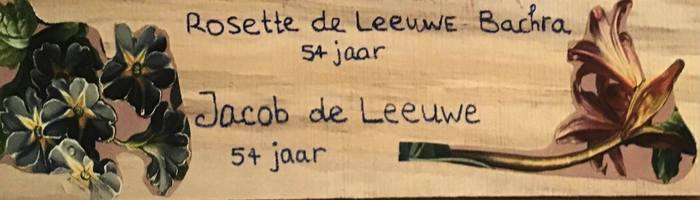 Rosette de Leeuwe-Bachra
54 jaar
Jacob de Leeuwe
54 jaar